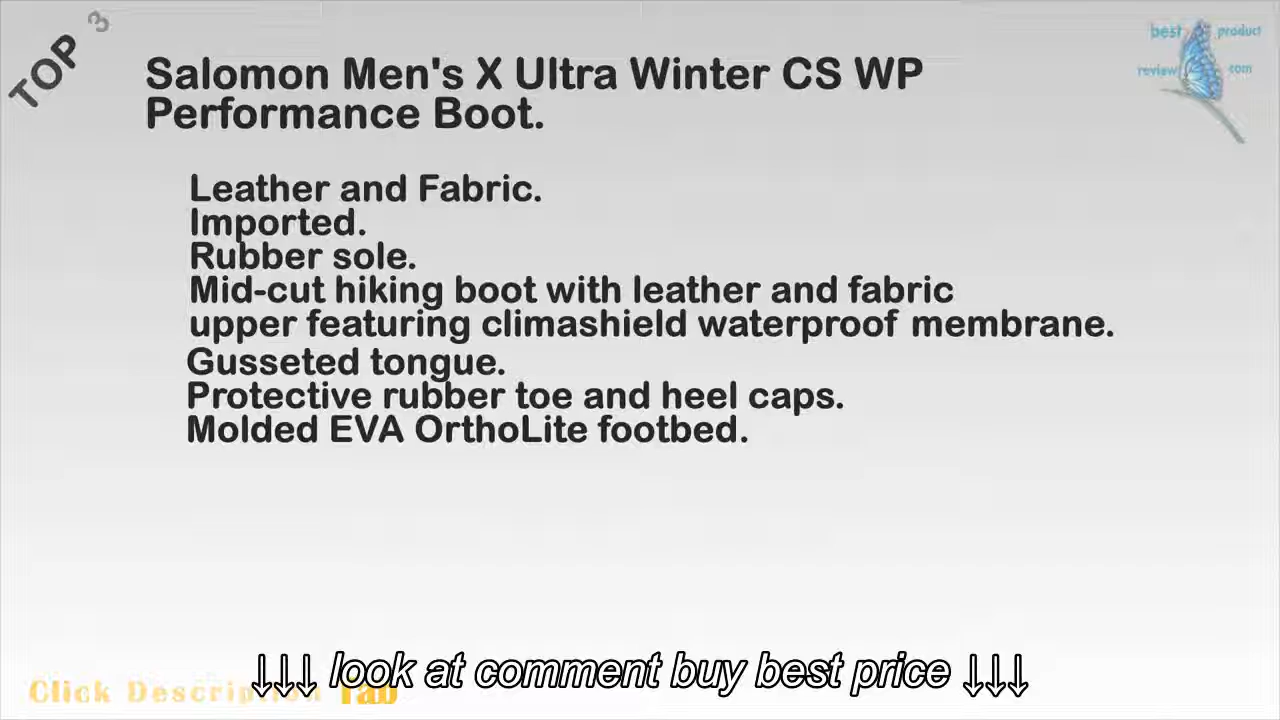 TOP 3
best product
review com
Salomon Men's X Ultra Winter CS WP
Performance Boot.
Leather and Fabric.
Imported.
Rubber sole.
Mid-cut hiking boot with leather and fabric
upper featuring climashield waterproof membrane.
Gusseted tongue.
Protective rubber toe and heel caps.
Molded EVA OrthoLite footbed.
↓↓↓ look at comment buy best price ↓↓↓
Click Description Tab